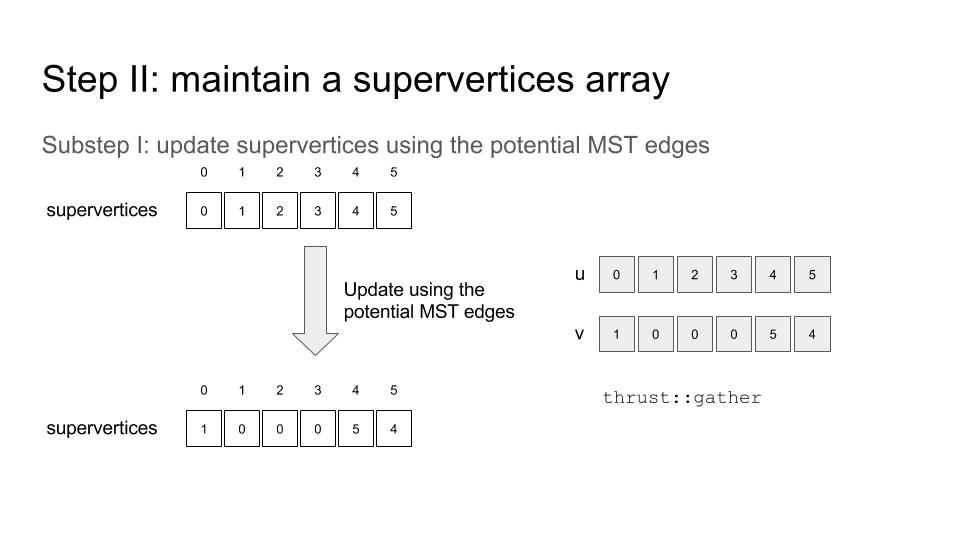 Step II: maintain a supervertices array
Substep I: update supervertices using the potential MST edges
0 1 2 3 4 5
supervertices 0 1 2 3 4 5
Update using the
potential MST edges
u 0 1 2 3 4 5
v 1 0 0 0 5 4
thrust::gather
0 1 2 3 4 5
supervertices 1 0 0 0 5 4